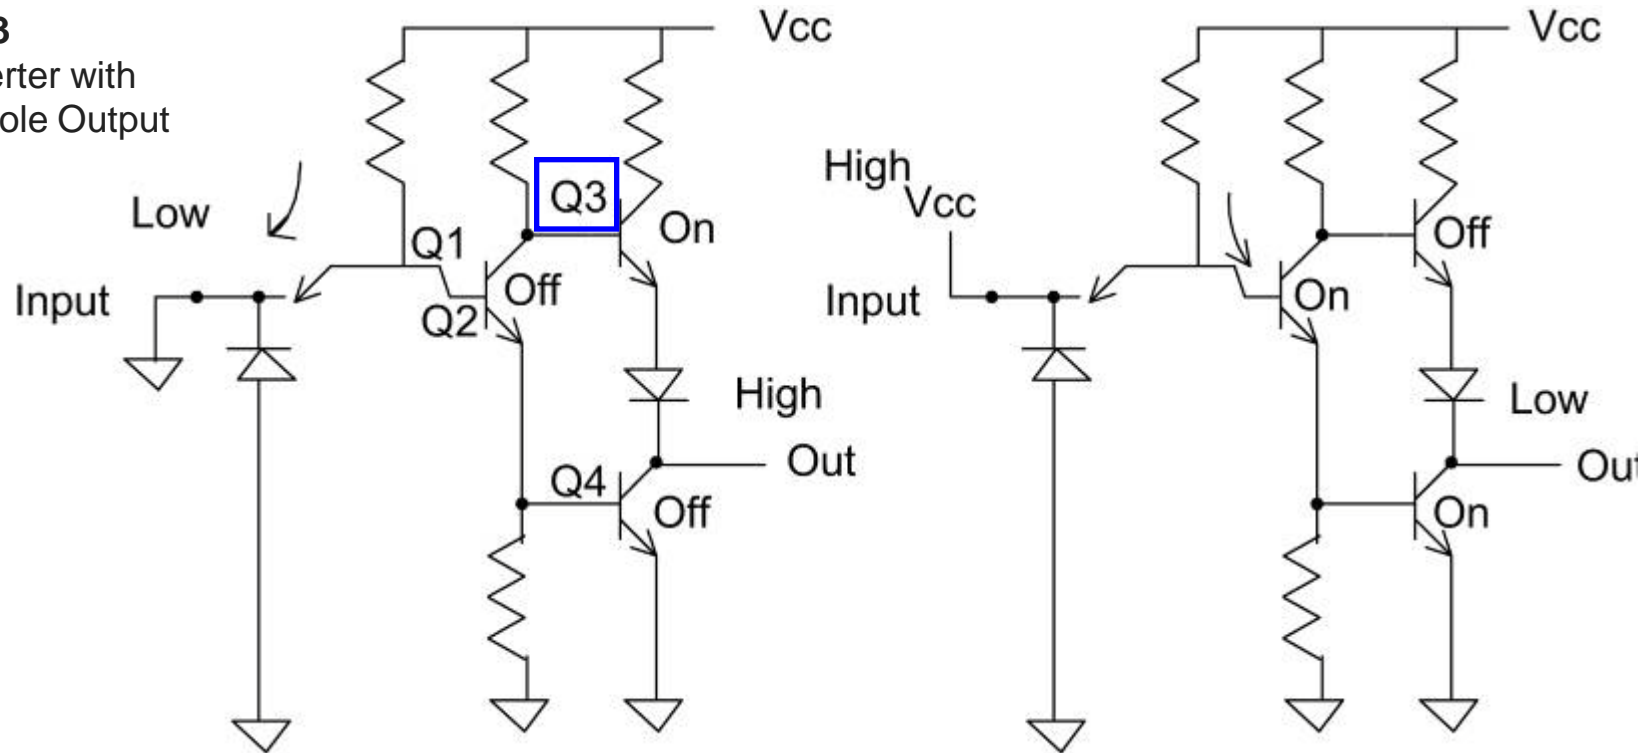 3
erter with
ole Output
Vcc
Low
Input
Q1
Q2
Off
Q3
On
High
Out
Q4
Off
Vcc
High
Vcc
Input
On
Off
Low
Out
On